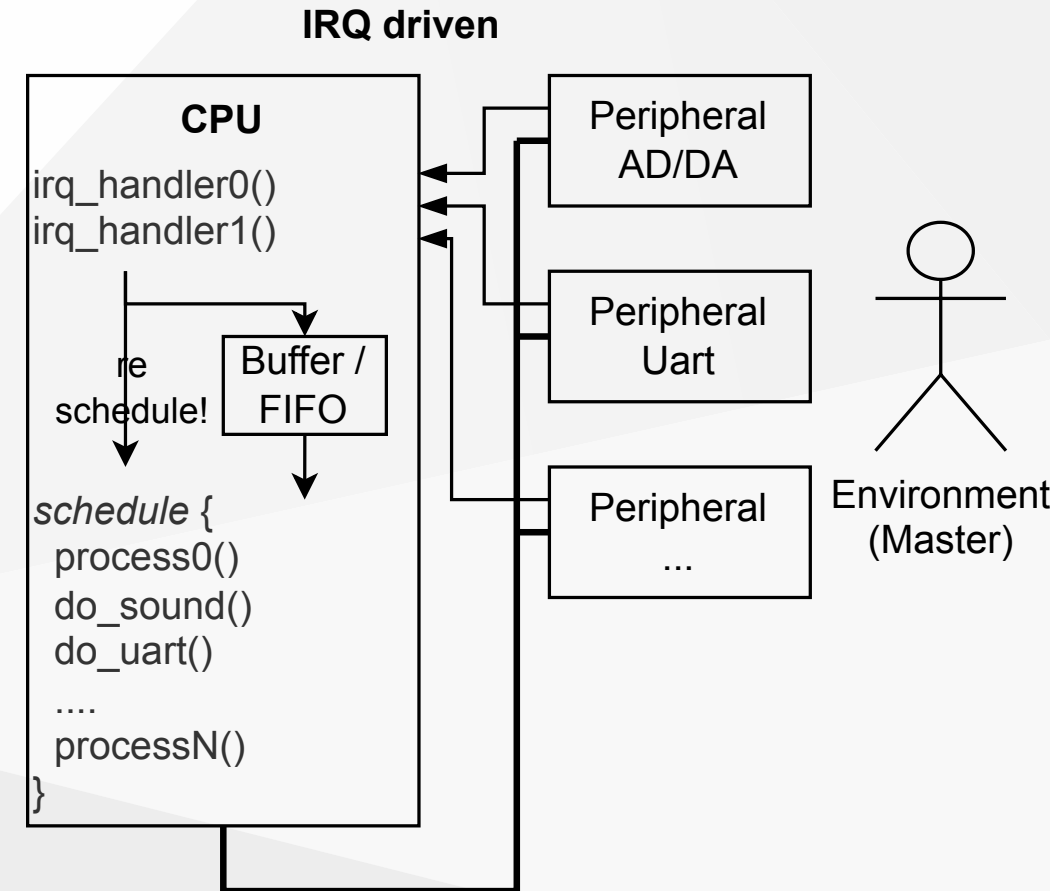 IRQ driven
CPU
irq_handler0()
irq_handler1()
re
schedule!
Buffer /
FIFO
schedule {
process0()
do_sound()
do_uart()
....
processN()
}
Peripheral
AD/DA
Peripheral
Uart
Peripheral
...
Environment
(Master)